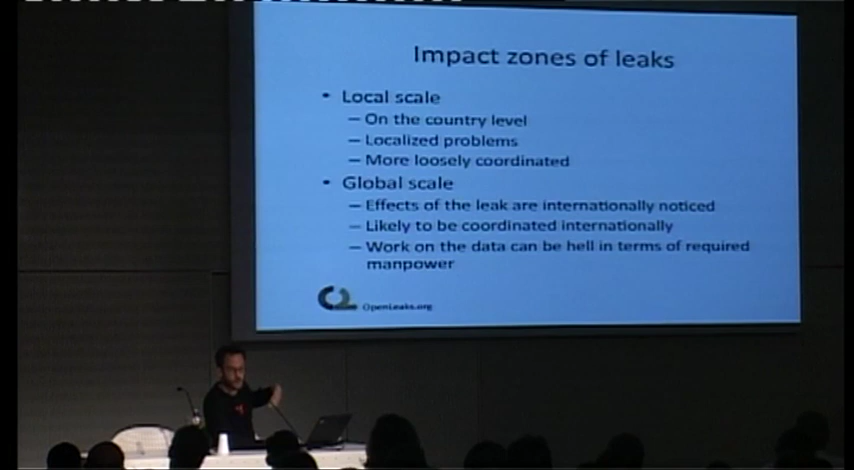 Impact zones of leaks
• Local scale
– On the country level
– Localized problems
– More loosely coordinated
• Global scale
– Effects of the leak are internationally noticed
– Likely to be coordinated internationally
– Work on the data can be hell in terms of required
manpower
OpenLeaks.org